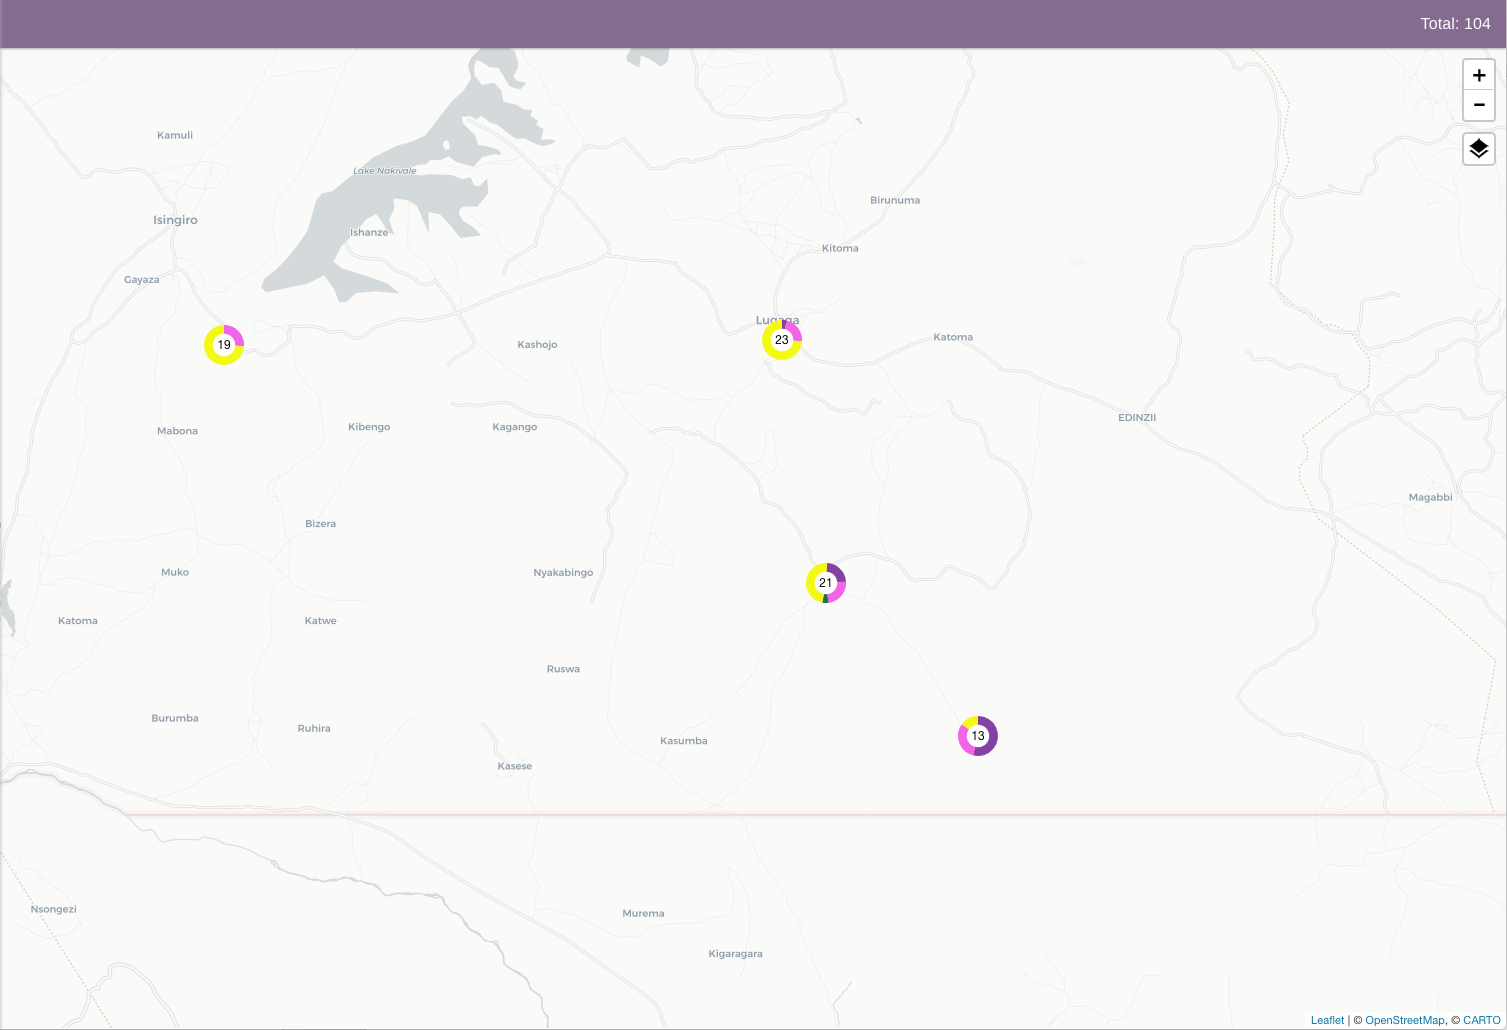 Total: 104
+
−
Kamuli
Lake Nakivale
Birunuma
Isingiro
Ishanze
Kitoma
Gayaza
Lugaga
Katoma
19
23
Kashojo
EDINZII
Mabona
Kibengo
Kagango
Magabbi
Bizera
Muko
Nyakabingo
21
Katoma
Katwe
Ruswa
Burumba
Ruhira
13
Kasumba
Kasese
Nsongezi
Murema
Kigaragara
Leaflet | © OpenStreetMap, © CARTO